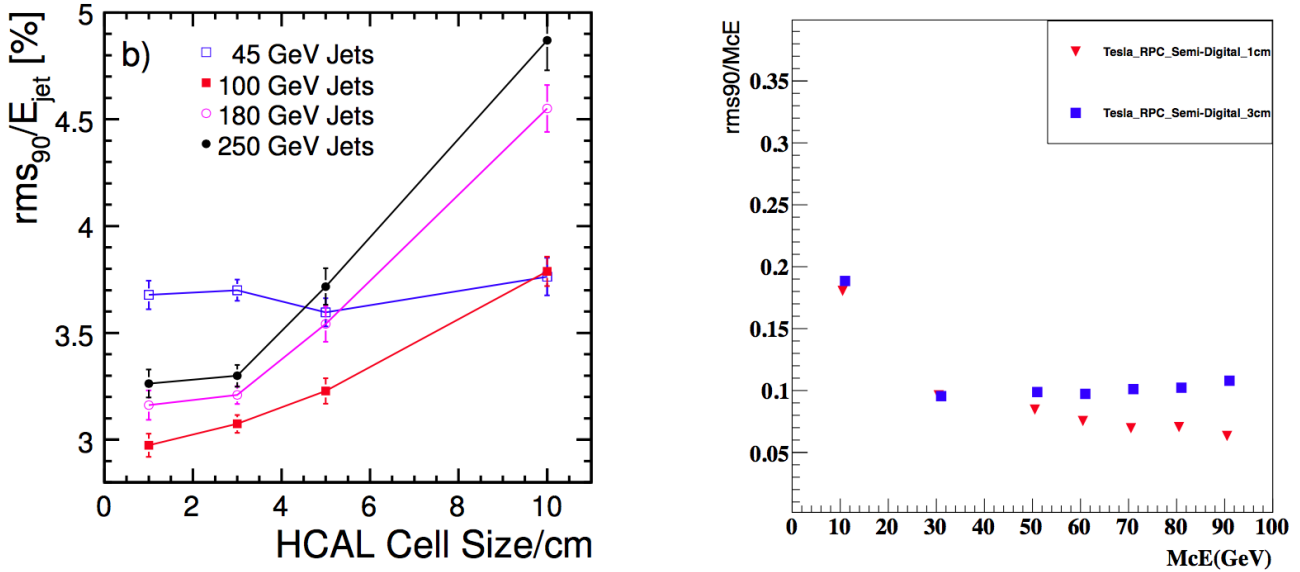 b)
45 GeV Jets
100 GeV Jets
180 GeV Jets
250 GeV Jets
rms90/Ejet [%]
5
4.5
4
3.5
3
0 2 4 6 8 10
HCAL Cell Size/cm
rms90/McE
Tesla_RPC_Semi-Digital_1cm
Tesla_RPC_Semi-Digital_3cm
0.35
0.3
0.25
0.2
0.15
0.1
0.05
0 10 20 30 40 50 60 70 80 90 100
McE(GeV)